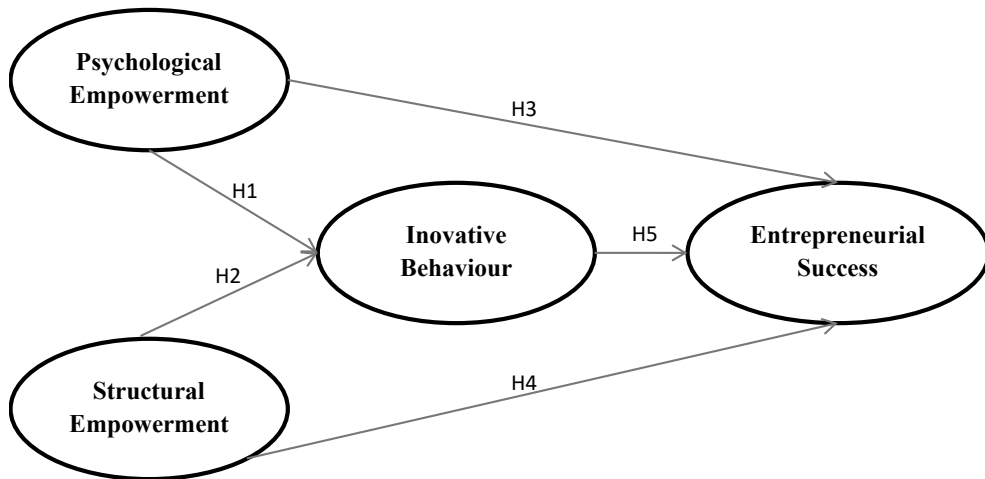 Psychological
Empowerment
H3
H1
Inovative
Behaviour
H5
Entrepreneurial
Success
H2
H4
Structural
Empowerment